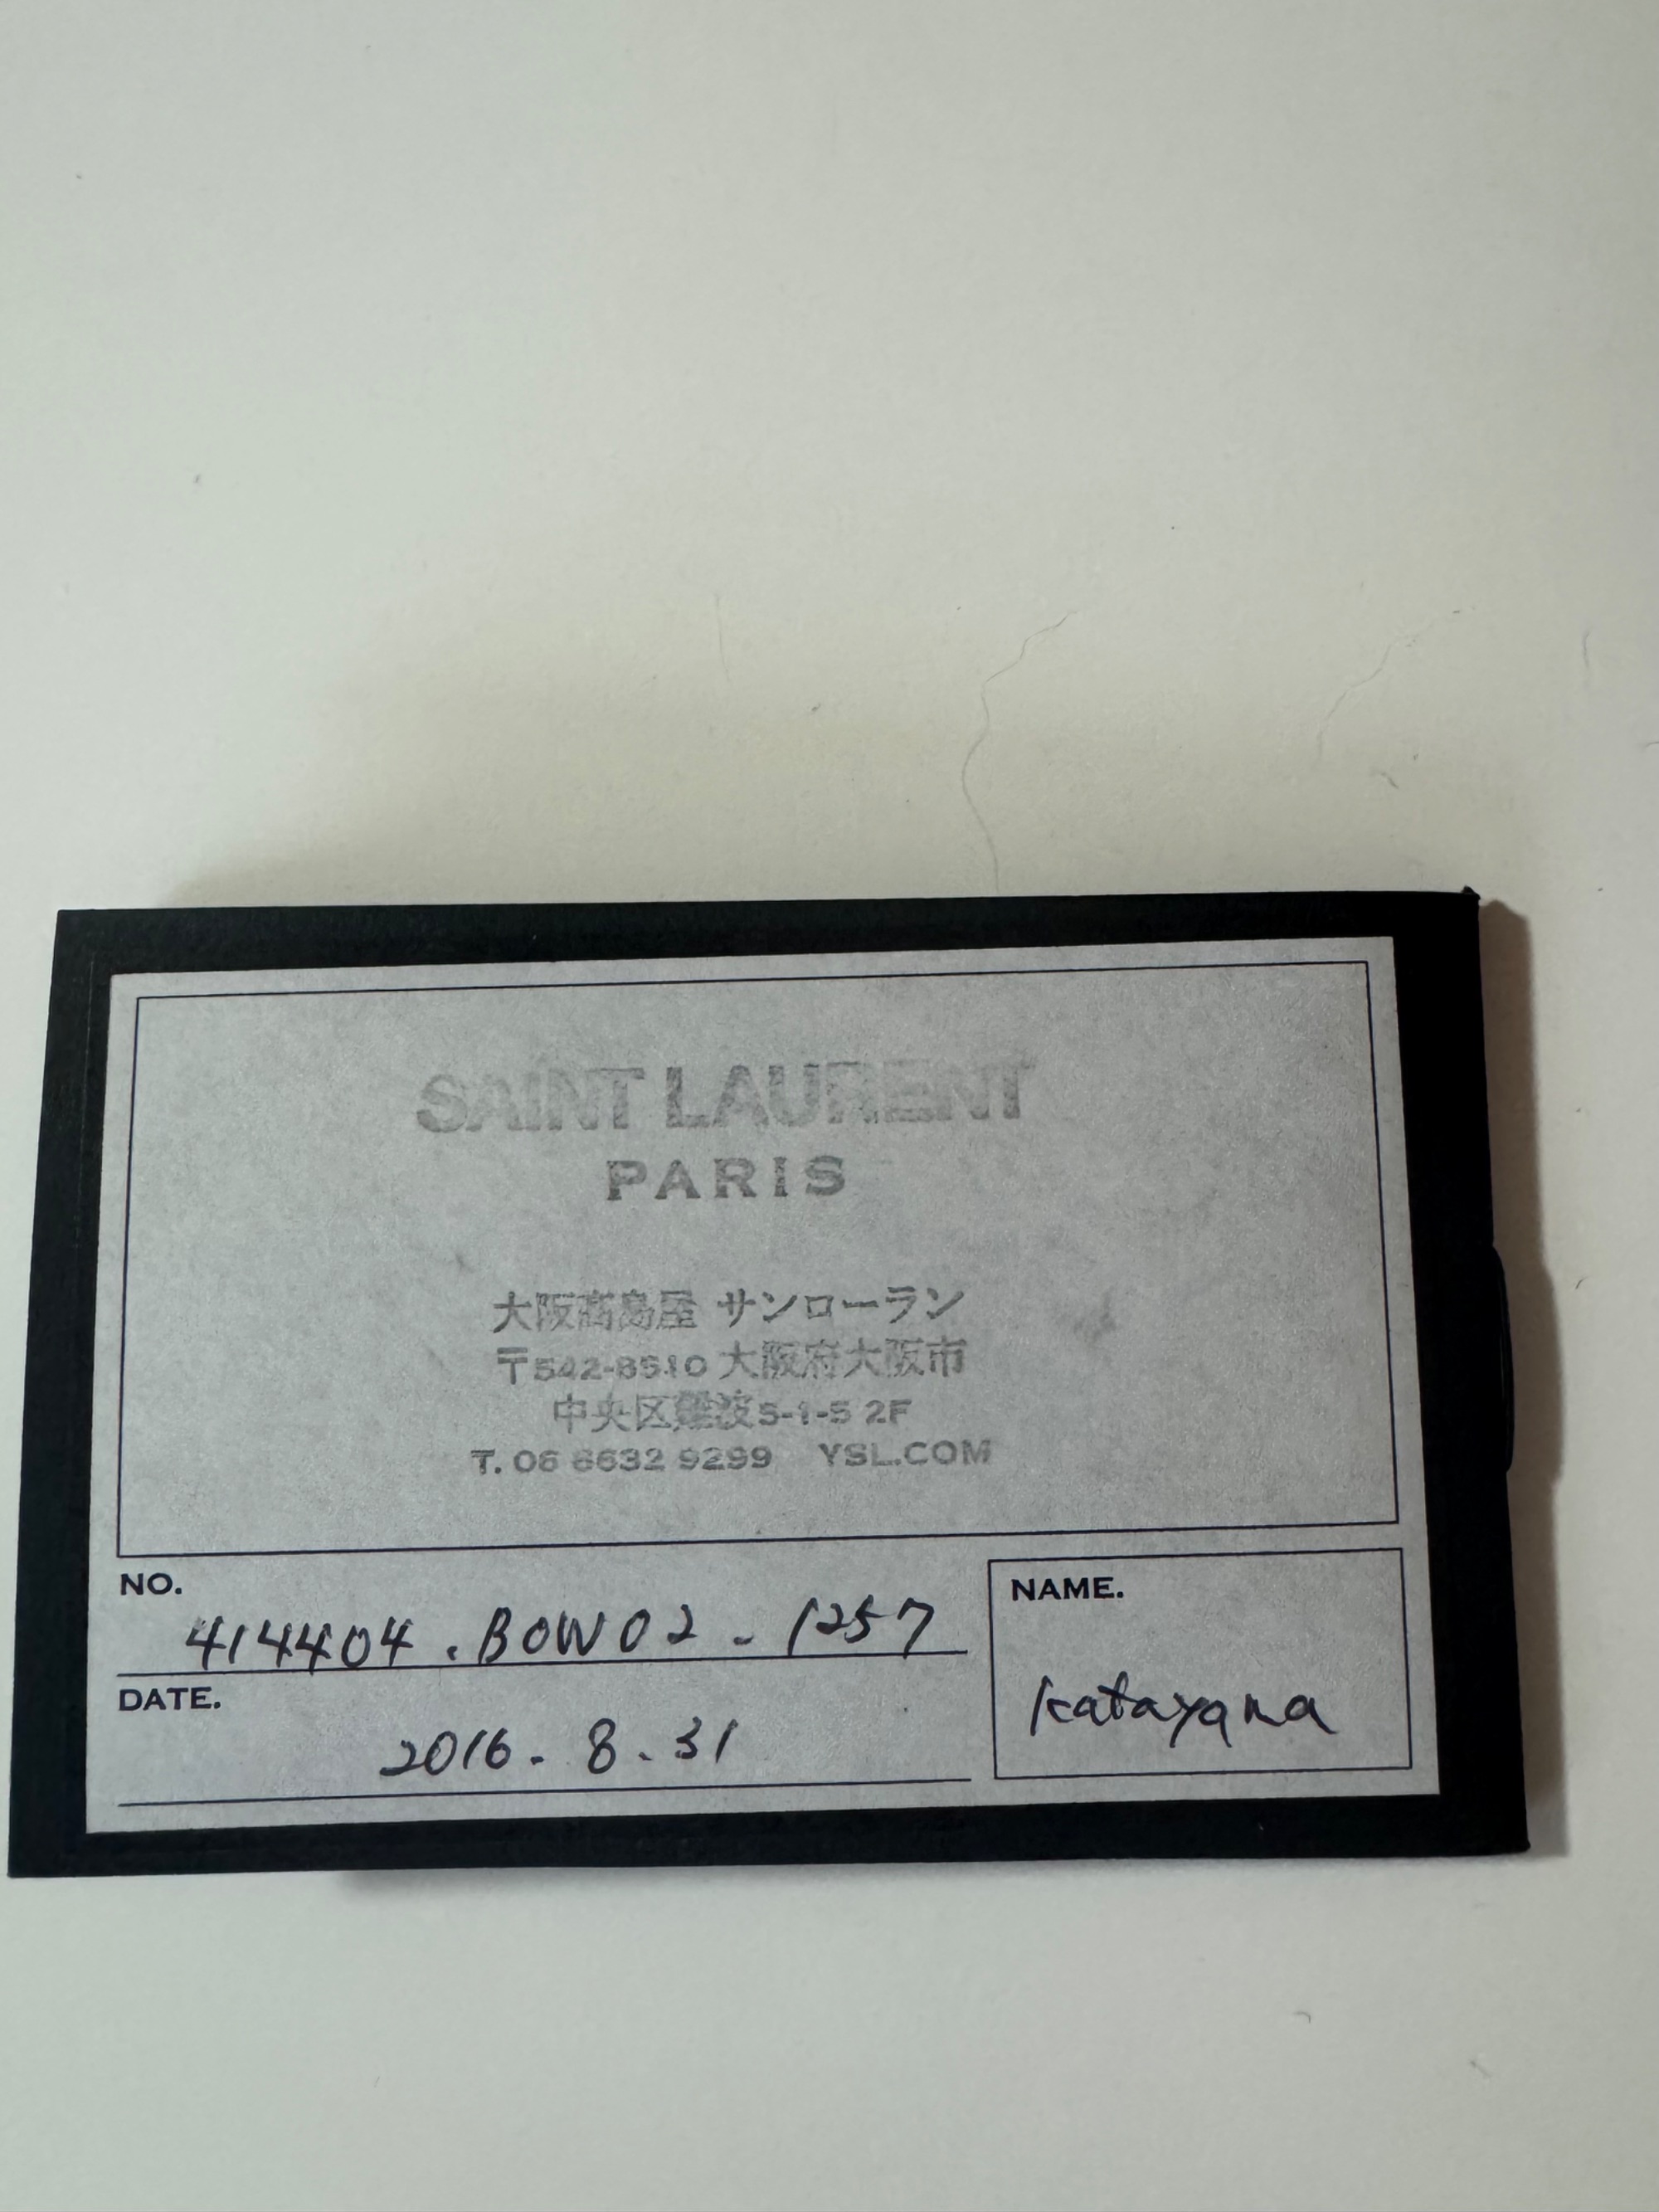 SAINT LAURENT
PARIS
大阪髙島屋 サンローラン
〒542-8510 大阪府大阪市
中央区難波5-1-5 2F
T. 06 6632 9299 YSL.COM
NO.
414404.BOW02-1257
DATE.
2016.8.31
NAME.
Katayama